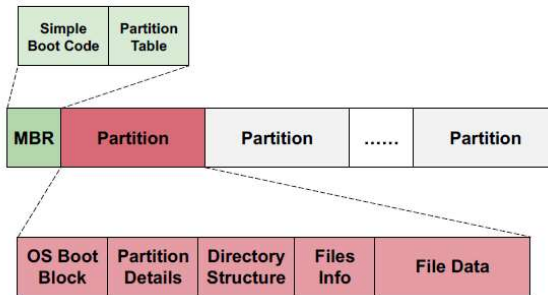 Simple
Boot Code
Partition
Table
MBR
Partition
Partition
......
Partition
OS Boot
Block
Partition
Details
Directory
Structure
Files
Info
File Data